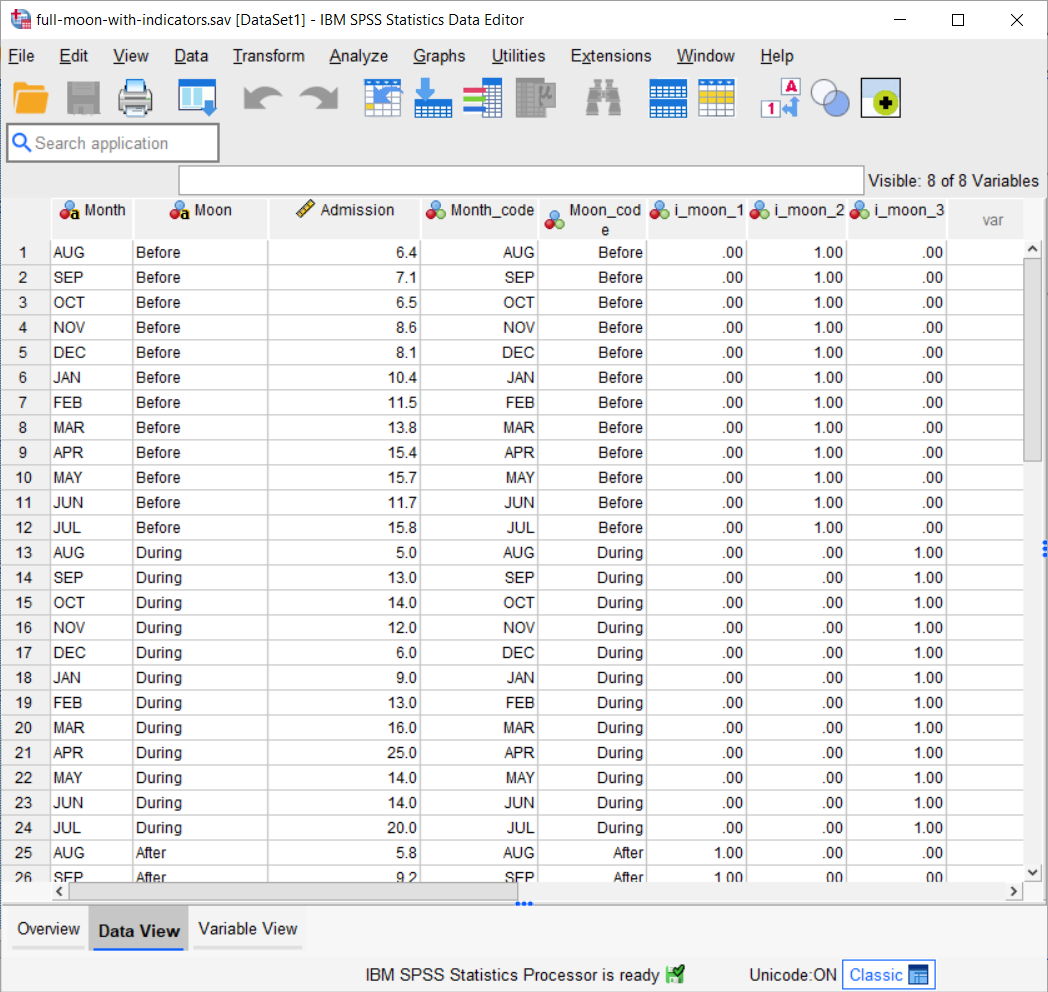 full-moon-with-indicators.sav [DataSet1] - IBM SPSS Statistics Data Editor
File Edit View Data Transform Analyze Graphs Utilities Extensions Window Help
Search application
Visible: 8 of 8 Variables
Month Moon Admission Month_code Moon_code i_moon_1 i_moon_2 i_moon_3 var
1 AUG Before 6.4 AUG Before .00 1.00 .00
2 SEP Before 7.1 SEP Before .00 1.00 .00
3 OCT Before 6.5 OCT Before .00 1.00 .00
4 NOV Before 8.6 NOV Before .00 1.00 .00
5 DEC Before 8.1 DEC Before .00 1.00 .00
6 JAN Before 10.4 JAN Before .00 1.00 .00
7 FEB Before 11.5 FEB Before .00 1.00 .00
8 MAR Before 13.8 MAR Before .00 1.00 .00
9 APR Before 15.4 APR Before .00 1.00 .00
10 MAY Before 15.7 MAY Before .00 1.00 .00
11 JUN Before 11.7 JUN Before .00 1.00 .00
12 JUL Before 15.8 JUL Before .00 1.00 .00
13 AUG During 5.0 AUG During .00 .00 1.00
14 SEP During 13.0 SEP During .00 .00 1.00
15 OCT During 14.0 OCT During .00 .00 1.00
16 NOV During 12.0 NOV During .00 .00 1.00
17 DEC During 6.0 DEC During .00 .00 1.00
18 JAN During 9.0 JAN During .00 .00 1.00
19 FEB During 13.0 FEB During .00 .00 1.00
20 MAR During 16.0 MAR During .00 .00 1.00
21 APR During 25.0 APR During .00 .00 1.00
22 MAY During 14.0 MAY During .00 .00 1.00
23 JUN During 14.0 JUN During .00 .00 1.00
24 JUL During 20.0 JUL During .00 .00 1.00
25 AUG After 5.8 AUG After 1.00 .00 .00
26 SEP After 9.2 SEP After 1.00 .00 .00
Overview Data View Variable View
IBM SPSS Statistics Processor is ready Unicode:ON Classic